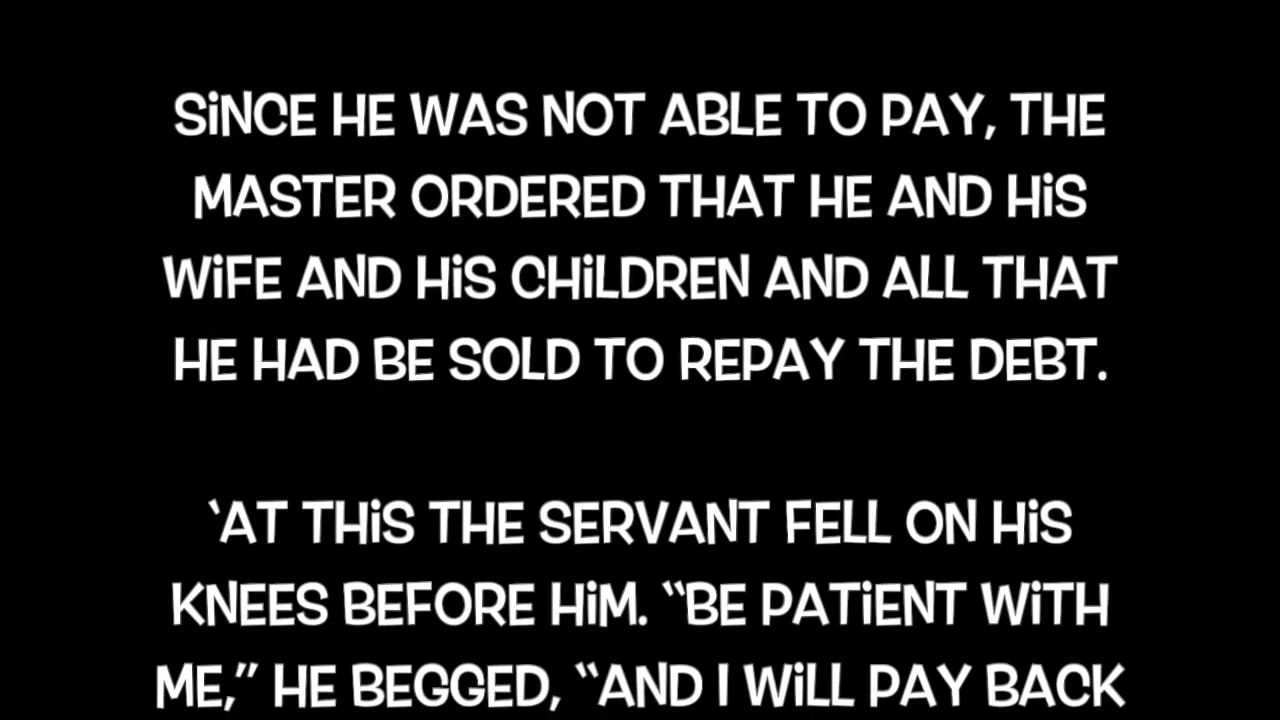 SiNCE HE WAS NOT ABLE TO PAY, THE
MASTER ORDERED THAT HE AND HiS
WiFE AND HiS CHiLDREN AND ALL THAT
HE HAD BE SOLD TO REPAY THE DEBT.
‘AT THiS THE SERVANT FELL ON HiS
KNEES BEFORE HiM. “BE PATiENT WiTH
ME,” HE BEGGED, “AND I WiLL PAY BACK